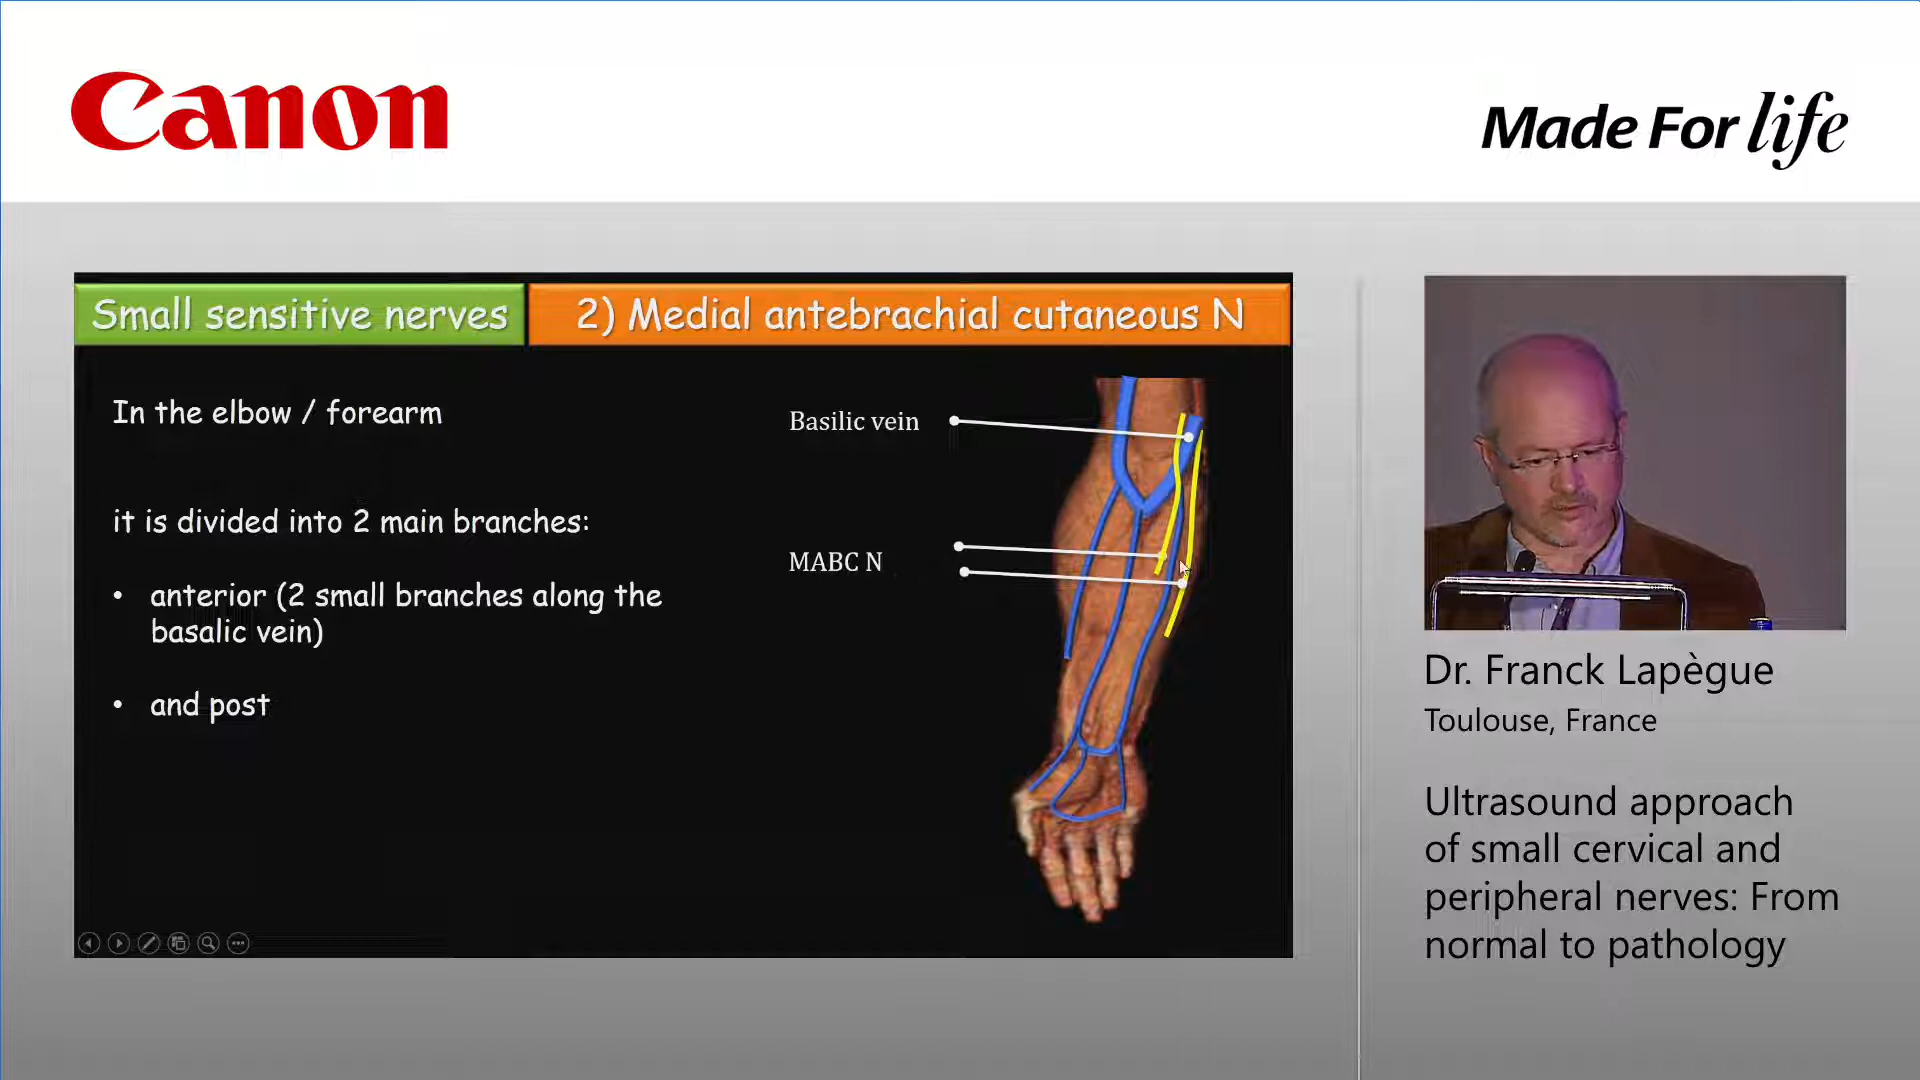 Canon
Made For life
Small sensitive nerves
2) Medial antebrachial cutaneous N
In the elbow / forearm
it is divided into 2 main branches:
• anterior (2 small branches along the
basalic vein)
• and post
Basilic vein
MABC N
Dr. Franck Lapègue
Toulouse, France
Ultrasound approach
of small cervical and
peripheral nerves: From
normal to pathology